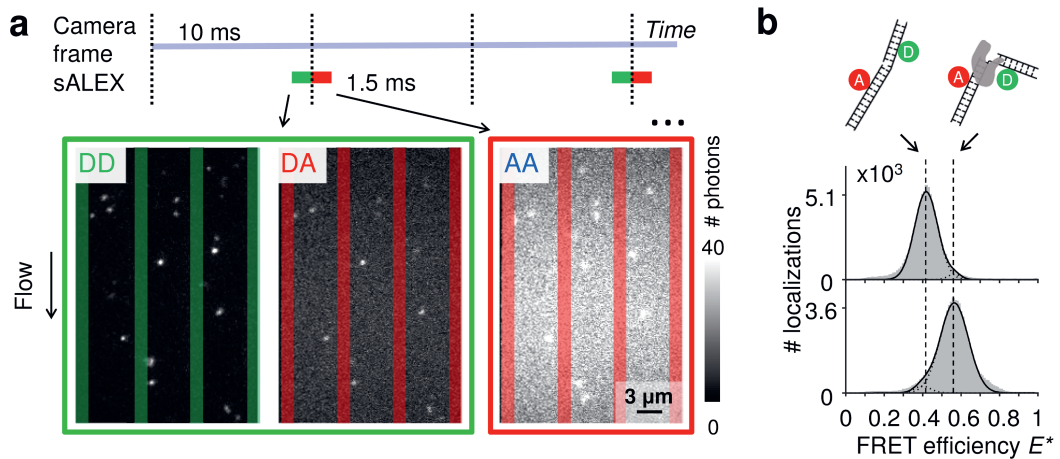 a
Camera
frame
10 ms
Time
sALEX
1.5 ms
...
DD
DA
AA
Flow
3 µm
# photons
40
0
b
A
D
A
D
x10³
5.1
0
3.6
0
# localizations
0 0.2 0.4 0.6 0.8 1
FRET efficiency E*